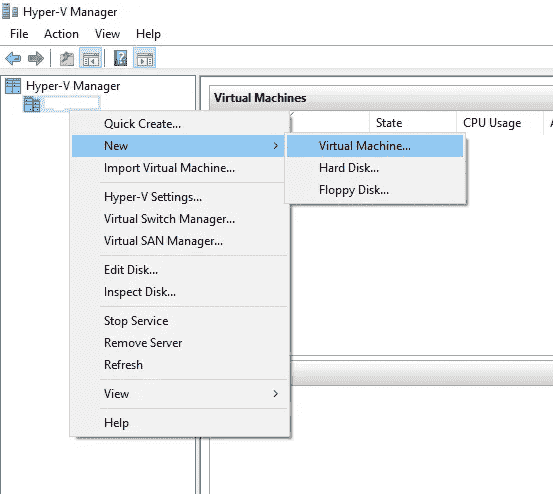 Hyper-V Manager
File Action View Help
Hyper-V Manager
Virtual Machines
State CPU Usage A
Quick Create...
New
Import Virtual Machine...
Hyper-V Settings...
Virtual Switch Manager...
Virtual SAN Manager...
Edit Disk...
Inspect Disk...
Stop Service
Remove Server
Refresh
View
Help
Virtual Machine...
Hard Disk...
Floppy Disk...